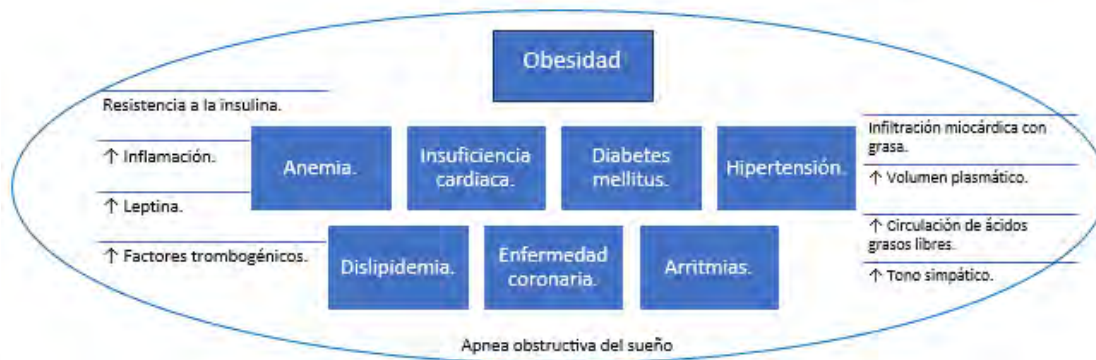 Obesidad
Resistencia a la insulina.
↑ Inflamación.
↑ Leptina.
↑ Factores trombogénicos.
Anemia.
Insuficiencia
cardiaca.
Diabetes
mellitus.
Hipertensión.
Dislipidemia.
Enfermedad
coronaria.
Arritmias.
Infiltración miocárdica con
grasa.
↑ Volumen plasmático.
↑ Circulación de ácidos
grasos libres.
↑ Tono simpático.
Apnea obstructiva del sueño